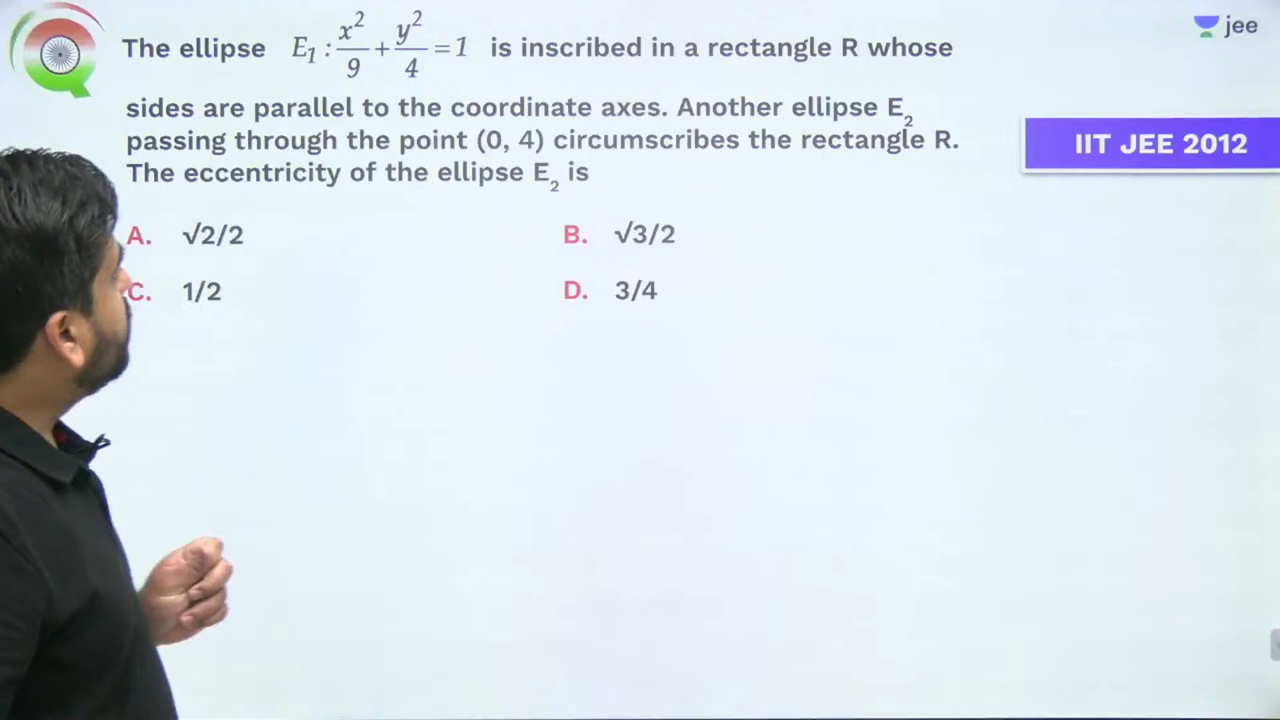 jee
The ellipse E₁ : x²/9 + y²/4 = 1 is inscribed in a rectangle R whose
sides are parallel to the coordinate axes. Another ellipse E₂
passing through the point (0, 4) circumscribes the rectangle R.
The eccentricity of the ellipse E₂ is
IIT JEE 2012
A. √2/2
B. √3/2
C. 1/2
D. 3/4